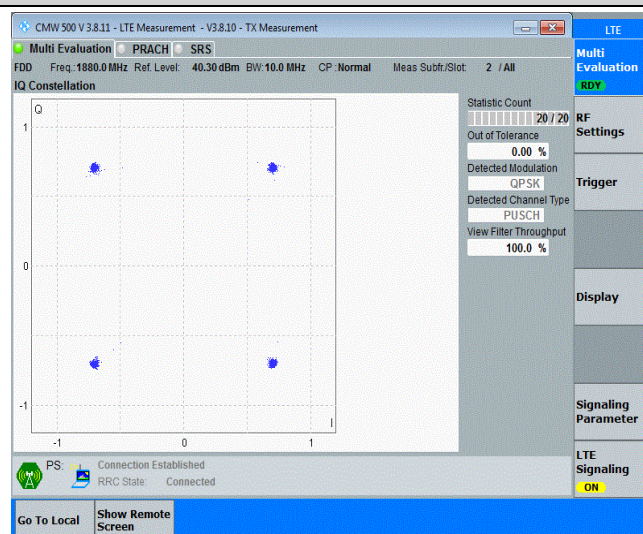 CMW 500 V 3.8.11 - LTE Measurement - V3.8.10 - TX Measurement
LTE
Multi Evaluation PRACH SRS
Multi
Evaluation
RDY
FDD Freq.:1880.0 MHz Ref. Level: 40.30 dBm BW:10.0 MHz CP :Normal Meas Subfr./Slot: 2 / All
IQ Constellation
Q
1
0
-1
-1
0
1
I
Statistic Count
20 / 20
Out of Tolerance
0.00 %
Detected Modulation
QPSK
Detected Channel Type
PUSCH
View Filter Throughput
100.0 %
RF
Settings
Trigger
Display
Signaling
Parameter
LTE
Signaling
ON
PS: Connection Established
RRC State: Connected
Go To Local
Show Remote
Screen